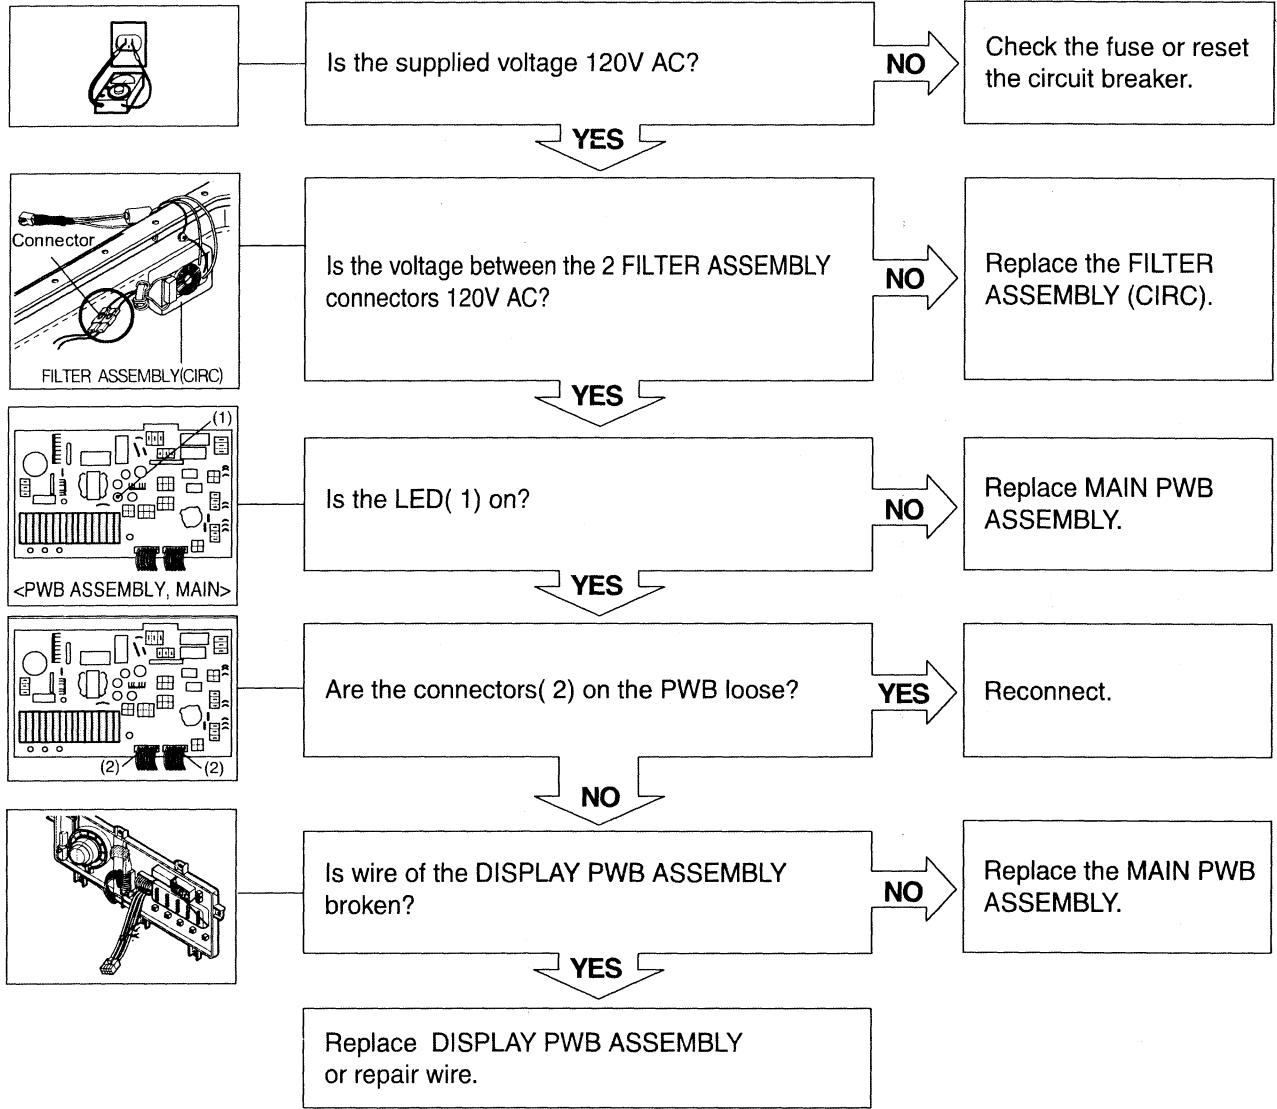 Is the supplied voltage 120V AC?
NO
Check the fuse or reset
the circuit breaker.
YES
Connector
FILTER ASSEMBLY(CIRC)
Is the voltage between the 2 FILTER ASSEMBLY
connectors 120V AC?
NO
Replace the FILTER
ASSEMBLY (CIRC).
YES
(1)
<PWB ASSEMBLY, MAIN>
Is the LED( 1) on?
NO
Replace MAIN PWB
ASSEMBLY.
YES
(2)
(2)
Are the connectors( 2) on the PWB loose?
YES
Reconnect.
NO
Is wire of the DISPLAY PWB ASSEMBLY
broken?
NO
Replace the MAIN PWB
ASSEMBLY.
YES
Replace DISPLAY PWB ASSEMBLY
or repair wire.